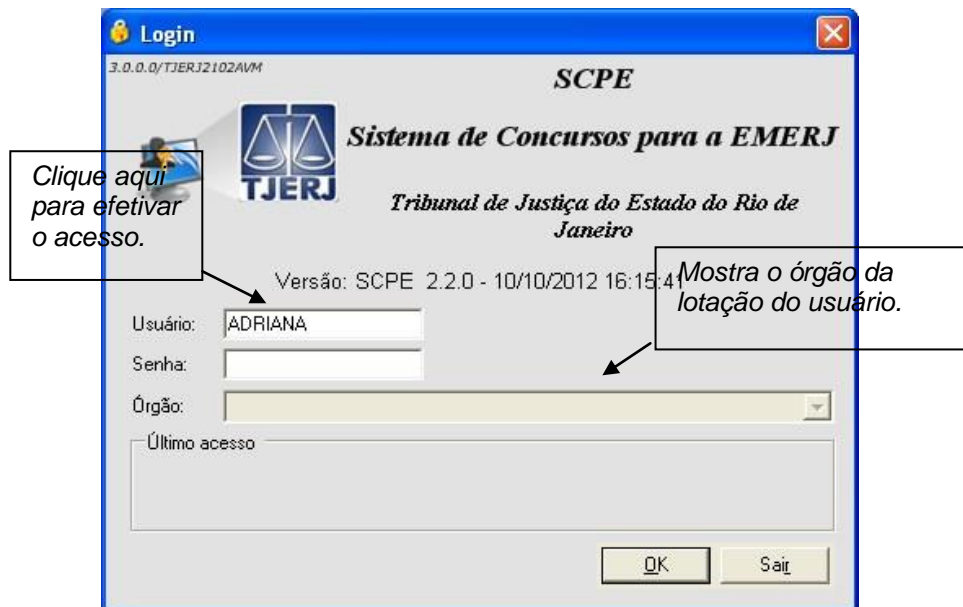 Login
3.0.0.0/TJERJ2102AVM
SCPE
Sistema de Concursos para a EMERJ
TJERJ
Tribunal de Justiça do Estado do Rio de
Janeiro
Clique aqui
para efetivar
o acesso.
Versão: SCPE 2.2.0 - 10/10/2012 16:15:41
Mostra o órgão da
lotação do usuário.
Usuário: ADRIANA
Senha:
Órgão:
Último acesso
OK
Sair